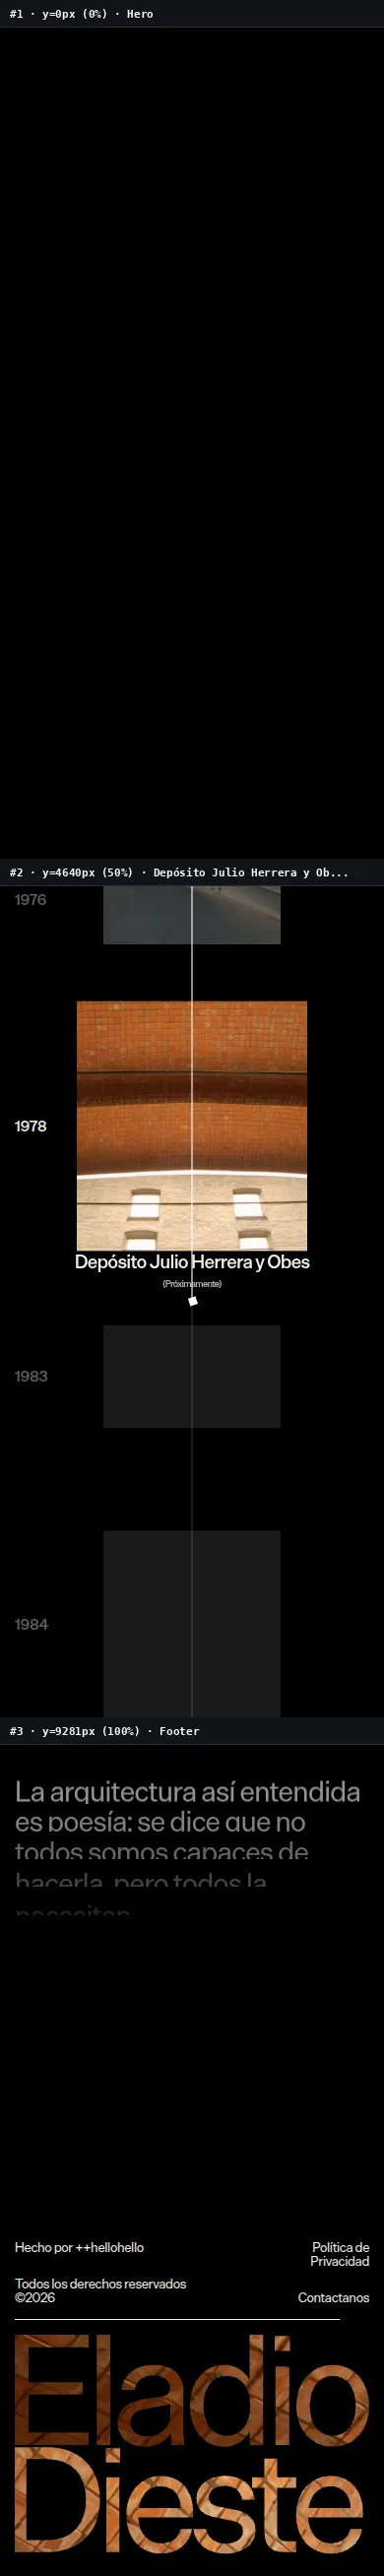 #1 · y=0px (0%) · Hero
#2 · y=4640px (50%) · Depósito Julio Herrera y Ob...
1976
1978
Depósito Julio Herrera y Obes
(Próximamente)
1983
1984
#3 · y=9281px (100%) · Footer
La arquitectura así entendida
es poesía: se dice que no
todos somos capaces de
hacerla, pero todos la
necesitan
Hecho por ++hellohello
Política de
Privacidad
Todos los derechos reservados
©2026
Contactanos
Eladio
Dieste